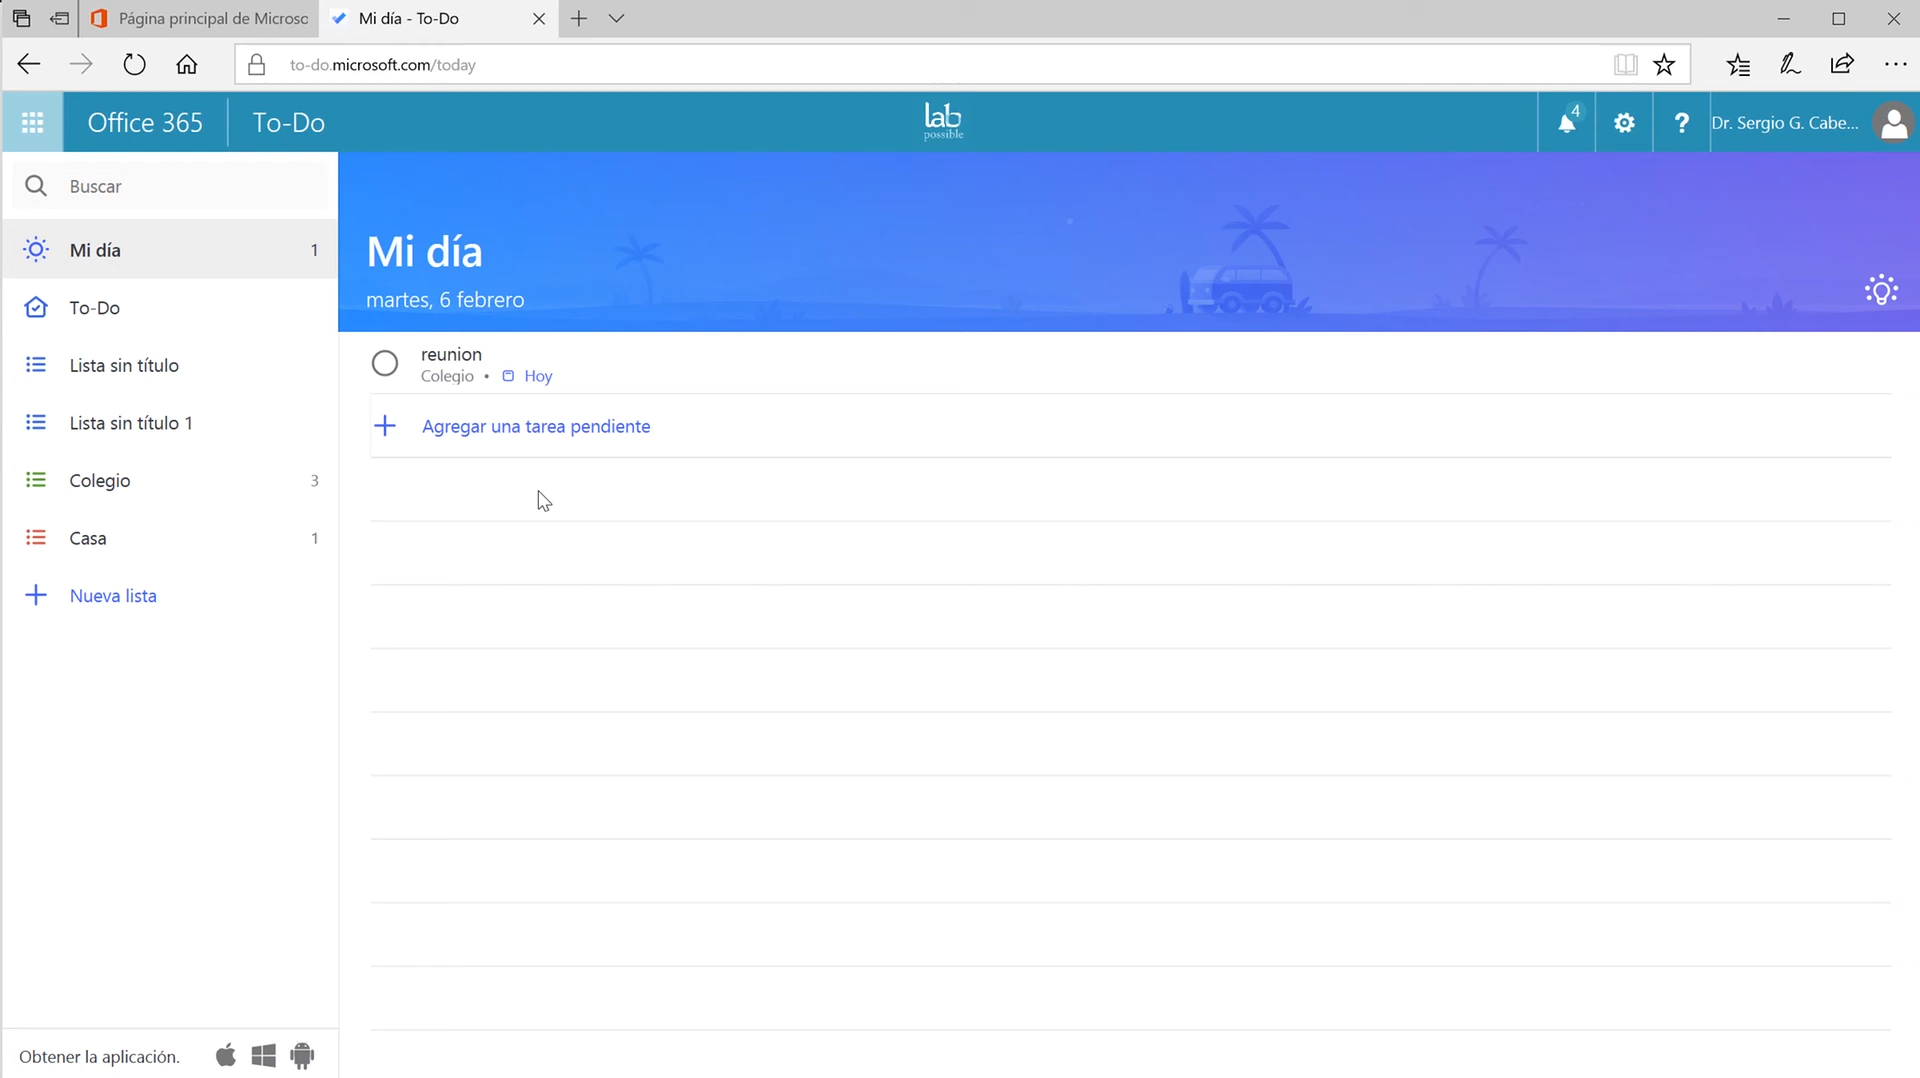 Página principal de Microso
Mi día - To-Do
to-do.microsoft.com/today
Office 365
To-Do
lab
possible
4
?
Dr. Sergio G. Cabe...
Buscar
Mi día
1
To-Do
Lista sin título
Lista sin título 1
Colegio
3
Casa
1
Nueva lista
Obtener la aplicación.
Mi día
martes, 6 febrero
reunion
Colegio • Hoy
Agregar una tarea pendiente